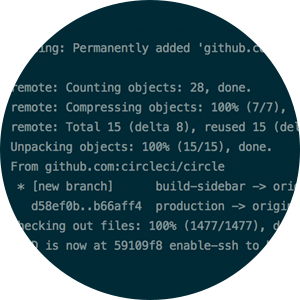 ing: Permanently added 'github.c
remote: Counting objects: 28, done.
remote: Compressing objects: 100% (7/7),
remote: Total 15 (delta 8), reused 15 (del
Unpacking objects: 100% (15/15), done.
From github.com:circleci/circle
* [new branch] build-sidebar -> ori
d58ef0b..b66aff4 production -> origi
hecking out files: 100% (1477/1477), d
is now at 59109f8 enable-ssh to